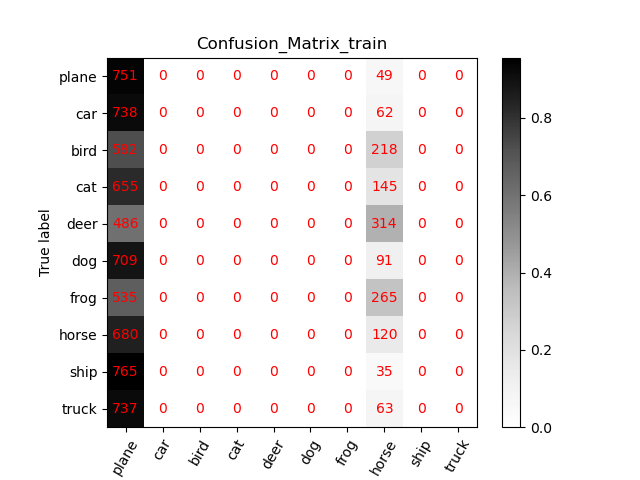 Confusion_Matrix_train
plane 751 0 0 0 0 0 0 49 0 0
car 738 0 0 0 0 0 0 62 0 0
bird 582 0 0 0 0 0 0 218 0 0
cat 655 0 0 0 0 0 0 145 0 0
deer 486 0 0 0 0 0 0 314 0 0
dog 709 0 0 0 0 0 0 91 0 0
frog 535 0 0 0 0 0 0 265 0 0
horse 680 0 0 0 0 0 0 120 0 0
ship 765 0 0 0 0 0 0 35 0 0
truck 737 0 0 0 0 0 0 63 0 0
True label
plane car bird cat deer dog frog horse ship truck
0.8
0.6
0.4
0.2
0.0